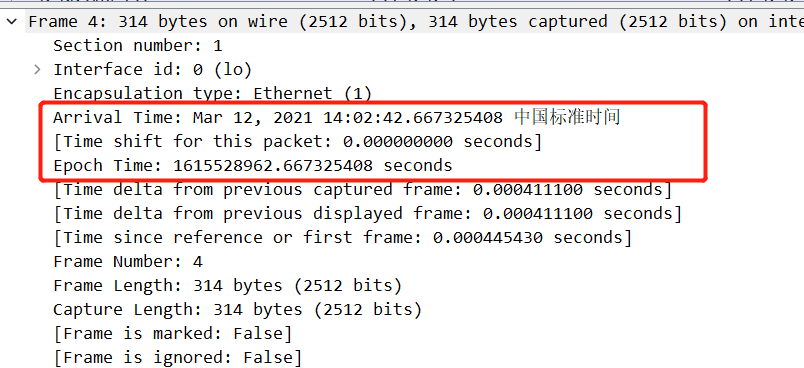 Frame 4: 314 bytes on wire (2512 bits), 314 bytes captured (2512 bits) on inte
Section number: 1
Interface id: 0 (lo)
Encapsulation type: Ethernet (1)
Arrival Time: Mar 12, 2021 14:02:42.667325408 中国标准时间
[Time shift for this packet: 0.000000000 seconds]
Epoch Time: 1615528962.667325408 seconds
[Time delta from previous captured frame: 0.000411100 seconds]
[Time delta from previous displayed frame: 0.000411100 seconds]
[Time since reference or first frame: 0.000445430 seconds]
Frame Number: 4
Frame Length: 314 bytes (2512 bits)
Capture Length: 314 bytes (2512 bits)
[Frame is marked: False]
[Frame is ignored: False]